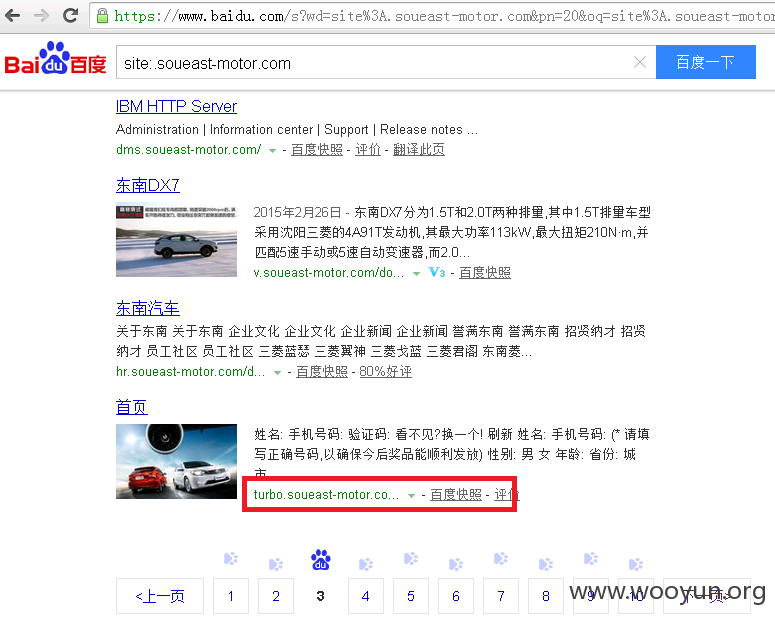 https://www.baidu.com/s?wd=site%3A.soueast-motor.com&pn=20&oq=site%3A.soueast-moto
Bai du 百度
site:.soueast-motor.com
百度一下
IBM HTTP Server
Administration | Information center | Support | Release notes ...
dms.soueast-motor.com/ - 百度快照 - 评价 - 翻译此页
东南DX7
2015年2月26日 - 东南DX7分为1.5T和2.0T两种排量,其中1.5T排量车型
采用沈阳三菱的4A91T发动机,其最大功率113kW,最大扭矩210N·m,并
匹配5速手动或5速自动变速器,而2.0...
v.soueast-motor.com/do... V3 - 百度快照
东南汽车
关于东南 关于东南 企业文化 企业文化 企业新闻 企业新闻 誉满东南 誉满东南 招贤纳才 招贤
纳才 员工社区 员工社区 三菱蓝瑟 三菱翼神 三菱戈蓝 三菱君阁 东南菱...
hr.soueast-motor.com/d... - 百度快照 - 80%好评
首页
姓名: 手机号码: 验证码: 看不见?换一个! 刷新 姓名: 手机号码: (* 请填
写正确号码,以确保今后奖品能顺利发放) 性别: 男 女 年龄: 省份: 城
市...
turbo.soueast-motor.co... - 百度快照 - 评价
du
<上一页 1 2 3 4 5 6 7 8 9 10 下一页>
www.wooyun.org